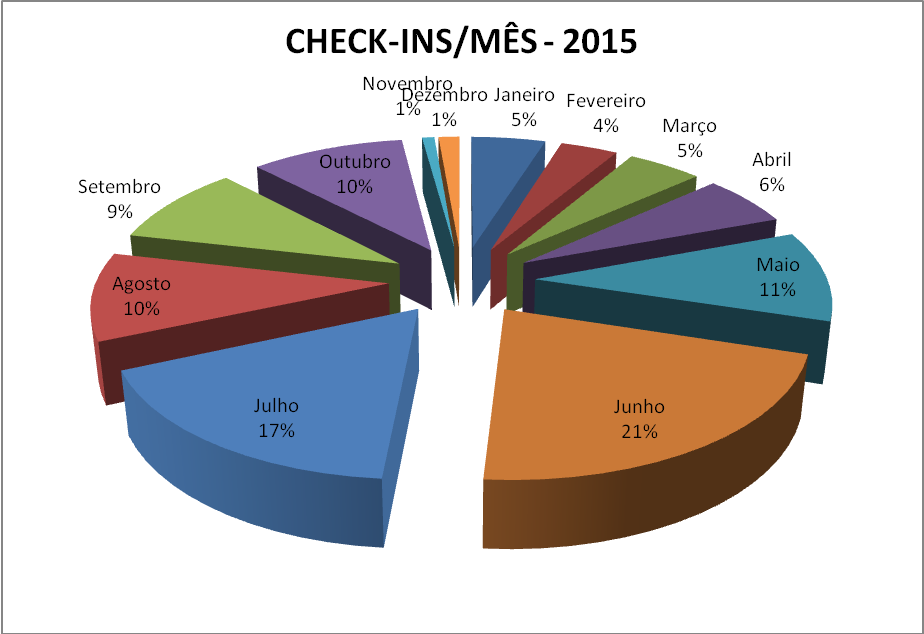 CHECK-INS/MÊS - 2015
Novembro
1%
Dezembro
1%
Janeiro
5%
Fevereiro
4%
Março
5%
Abril
6%
Maio
11%
Junho
21%
Julho
17%
Agosto
10%
Setembro
9%
Outubro
10%